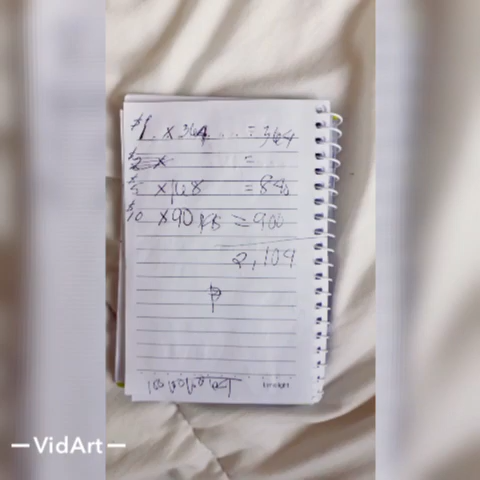 $1. x 364 ... = 364
=
$5 x 168 = 840
$10 x 90 = 900
2,104
P
— VidArt —